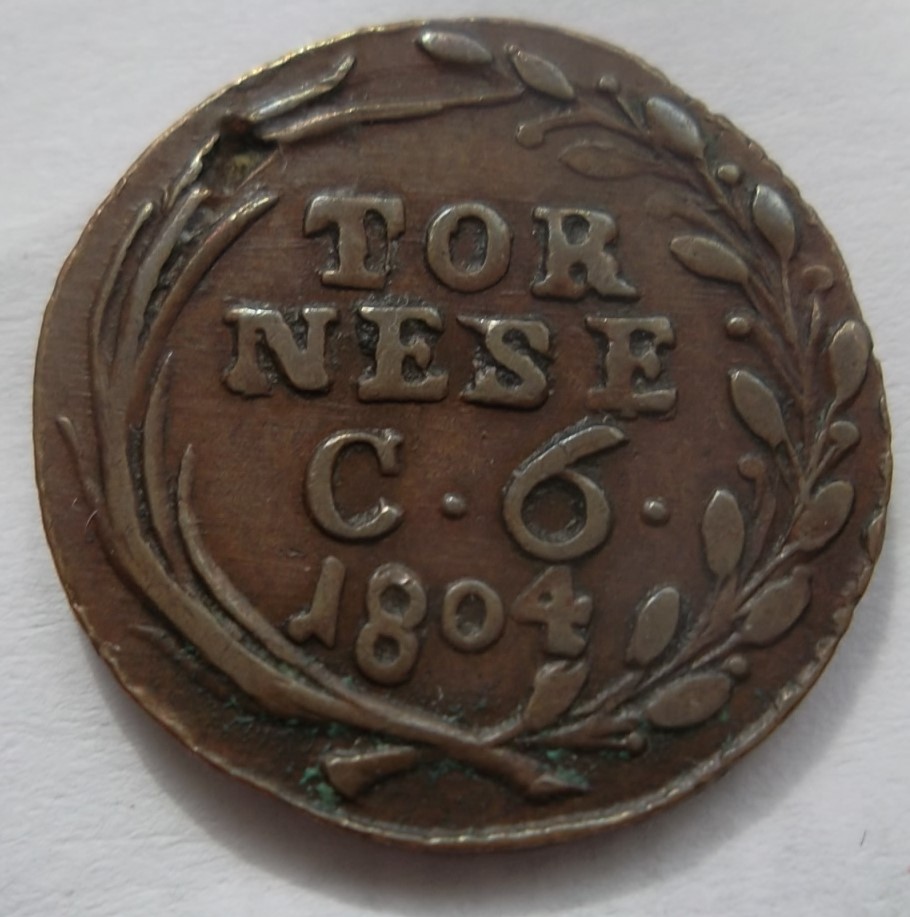 TOR
NESE
C · 6 ·
1804